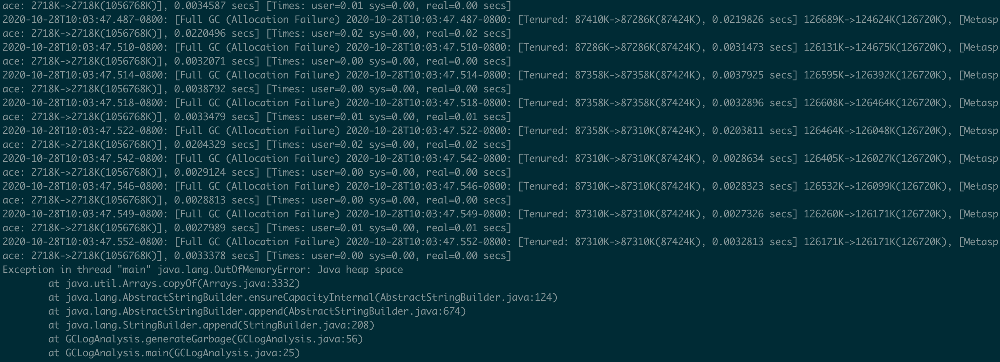 ace: 2718K->2718K(1056768K)], 0.0034587 secs] [Times: user=0.01 sys=0.00, real=0.00 secs]
2020-10-28T10:03:47.487-0800: [Full GC (Allocation Failure) 2020-10-28T10:03:47.487-0800: [Tenured: 87410K->87286K(87424K), 0.0219826 secs] 126689K->124624K(126720K), [Metasp
ace: 2718K->2718K(1056768K)], 0.0220496 secs] [Times: user=0.02 sys=0.00, real=0.02 secs]
2020-10-28T10:03:47.510-0800: [Full GC (Allocation Failure) 2020-10-28T10:03:47.510-0800: [Tenured: 87286K->87286K(87424K), 0.0031473 secs] 126131K->124675K(126720K), [Metasp
ace: 2718K->2718K(1056768K)], 0.0032071 secs] [Times: user=0.00 sys=0.00, real=0.00 secs]
2020-10-28T10:03:47.514-0800: [Full GC (Allocation Failure) 2020-10-28T10:03:47.514-0800: [Tenured: 87358K->87358K(87424K), 0.0037925 secs] 126595K->126392K(126720K), [Metasp
ace: 2718K->2718K(1056768K)], 0.0038792 secs] [Times: user=0.00 sys=0.00, real=0.00 secs]
2020-10-28T10:03:47.518-0800: [Full GC (Allocation Failure) 2020-10-28T10:03:47.518-0800: [Tenured: 87358K->87358K(87424K), 0.0032896 secs] 126608K->126464K(126720K), [Metasp
ace: 2718K->2718K(1056768K)], 0.0033479 secs] [Times: user=0.01 sys=0.00, real=0.01 secs]
2020-10-28T10:03:47.522-0800: [Full GC (Allocation Failure) 2020-10-28T10:03:47.522-0800: [Tenured: 87358K->87310K(87424K), 0.0203811 secs] 126464K->126048K(126720K), [Metasp
ace: 2718K->2718K(1056768K)], 0.0204329 secs] [Times: user=0.02 sys=0.00, real=0.02 secs]
2020-10-28T10:03:47.542-0800: [Full GC (Allocation Failure) 2020-10-28T10:03:47.542-0800: [Tenured: 87310K->87310K(87424K), 0.0028634 secs] 126405K->126027K(126720K), [Metasp
ace: 2718K->2718K(1056768K)], 0.0029124 secs] [Times: user=0.00 sys=0.00, real=0.00 secs]
2020-10-28T10:03:47.546-0800: [Full GC (Allocation Failure) 2020-10-28T10:03:47.546-0800: [Tenured: 87310K->87310K(87424K), 0.0028323 secs] 126532K->126099K(126720K), [Metasp
ace: 2718K->2718K(1056768K)], 0.0028813 secs] [Times: user=0.00 sys=0.00, real=0.00 secs]
2020-10-28T10:03:47.549-0800: [Full GC (Allocation Failure) 2020-10-28T10:03:47.549-0800: [Tenured: 87310K->87310K(87424K), 0.0027326 secs] 126260K->126171K(126720K), [Metasp
ace: 2718K->2718K(1056768K)], 0.0027989 secs] [Times: user=0.01 sys=0.00, real=0.01 secs]
2020-10-28T10:03:47.552-0800: [Full GC (Allocation Failure) 2020-10-28T10:03:47.552-0800: [Tenured: 87310K->87310K(87424K), 0.0032813 secs] 126171K->126171K(126720K), [Metasp
ace: 2718K->2718K(1056768K)], 0.0033378 secs] [Times: user=0.00 sys=0.00, real=0.00 secs]
Exception in thread "main" java.lang.OutOfMemoryError: Java heap space
        at java.util.Arrays.copyOf(Arrays.java:3332)
        at java.lang.AbstractStringBuilder.ensureCapacityInternal(AbstractStringBuilder.java:124)
        at java.lang.AbstractStringBuilder.append(AbstractStringBuilder.java:674)
        at java.lang.StringBuilder.append(StringBuilder.java:208)
        at GCLogAnalysis.generateGarbage(GCLogAnalysis.java:56)
        at GCLogAnalysis.main(GCLogAnalysis.java:25)